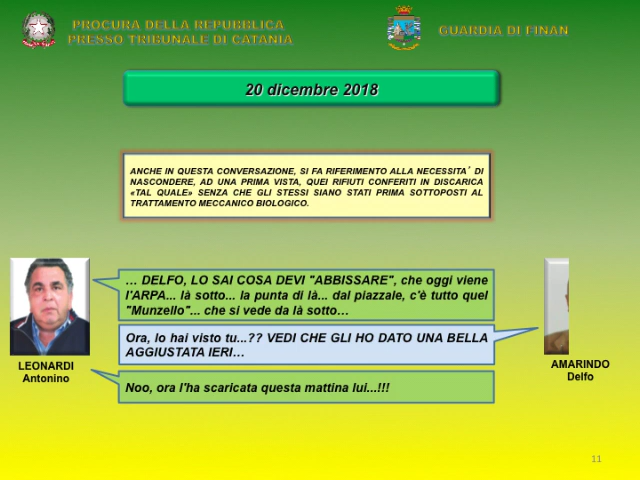 PROCURA DELLA REPUBBLICA
PRESSO TRIBUNALE DI CATANIA
GUARDIA DI FINAN
20 dicembre 2018
ANCHE IN QUESTA CONVERSAZIONE, SI FA RIFERIMENTO ALLA NECESSITA´ DI
NASCONDERE, AD UNA PRIMA VISTA, QUEI RIFIUTI CONFERITI IN DISCARICA
«TAL QUALE» SENZA CHE GLI STESSI SIANO STATI PRIMA SOTTOPOSTI AL
TRATTAMENTO MECCANICO BIOLOGICO.
… DELFO, LO SAI COSA DEVI "ABBISSARE", che oggi viene
l'ARPA... là sotto... la punta di là... dal piazzale, c'è tutto quel
"Munzello"... che si vede da là sotto…
LEONARDI
Antonino
Ora, lo hai visto tu...?? VEDI CHE GLI HO DATO UNA BELLA
AGGIUSTATA IERI…
AMARINDO
Delfo
Noo, ora l'ha scaricata questa mattina lui...!!!
11